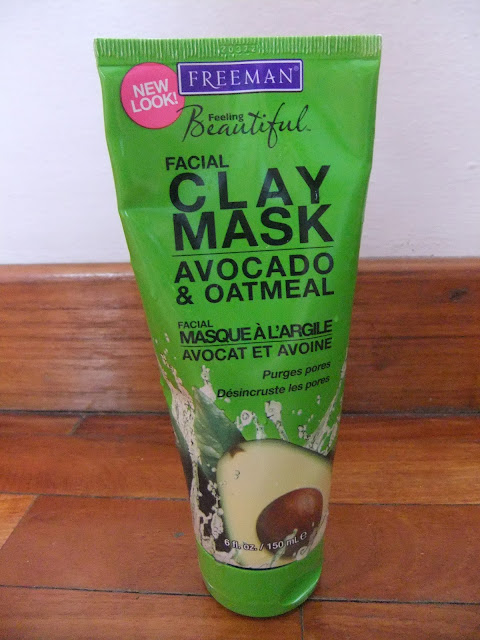 NEW
LOOK!
FREEMAN®
Feeling
Beautiful™
FACIAL
CLAY
MASK
AVOCADO
& OATMEAL
FACIAL
MASQUE À L'ARGILE
AVOCAT ET AVOINE
Purges pores
Désincruste les pores
6 fl. oz. / 150 mL e